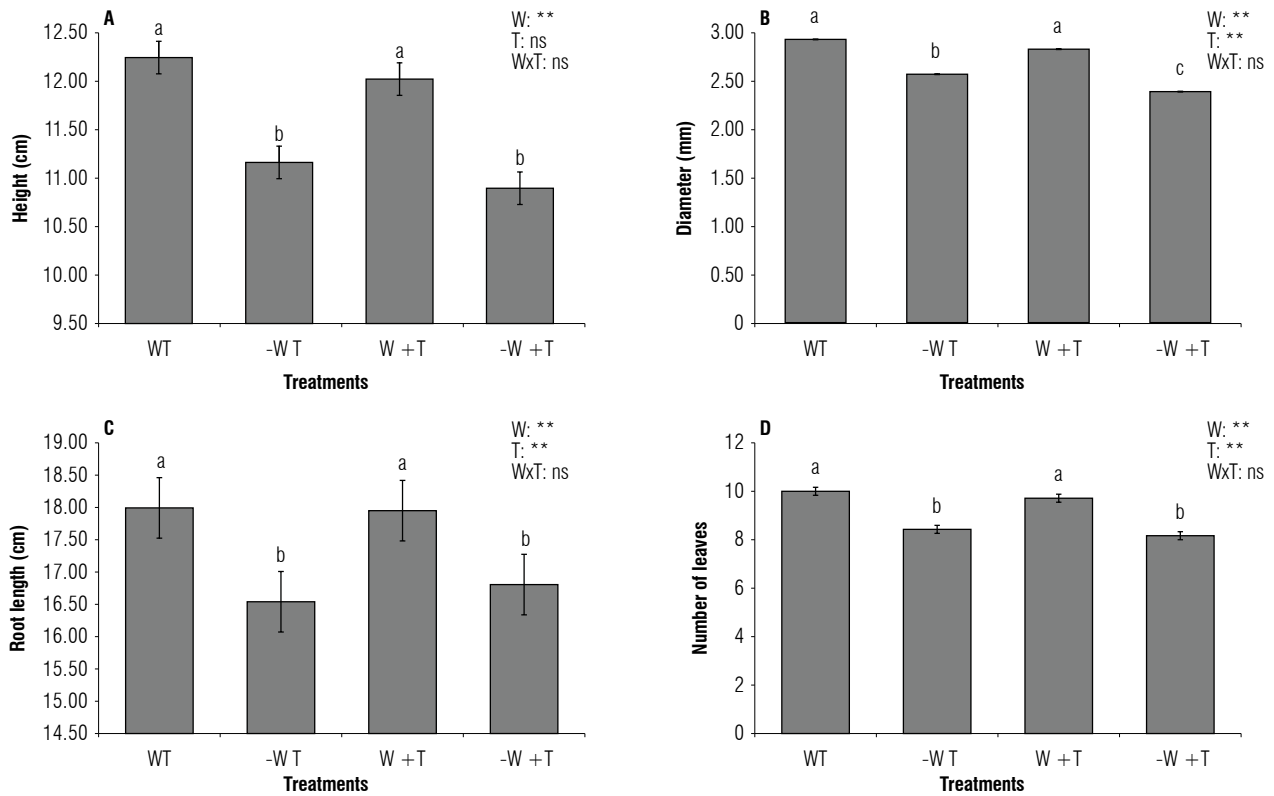 A
W: **
T: ns
WxT: ns
12.50
12.00
11.50
11.00
10.50
10.00
9.50
Height (cm)
a
b
a
b
WT
-W T
W +T
-W +T
Treatments
B
W: **
T: **
WxT: ns
3.00
2.50
2.00
1.50
1.00
0.50
0
Diameter (mm)
a
b
a
c
WT
-W T
W +T
-W +T
Treatments
C
W: **
T: **
WxT: ns
19.00
18.50
18.00
17.50
17.00
16.50
16.00
15.50
15.00
14.50
Root length (cm)
a
b
a
b
WT
-W T
W +T
-W +T
Treatments
D
W: **
T: **
WxT: ns
12
10
8
6
4
2
0
Number of leaves
a
b
a
b
WT
-W T
W +T
-W +T
Treatments